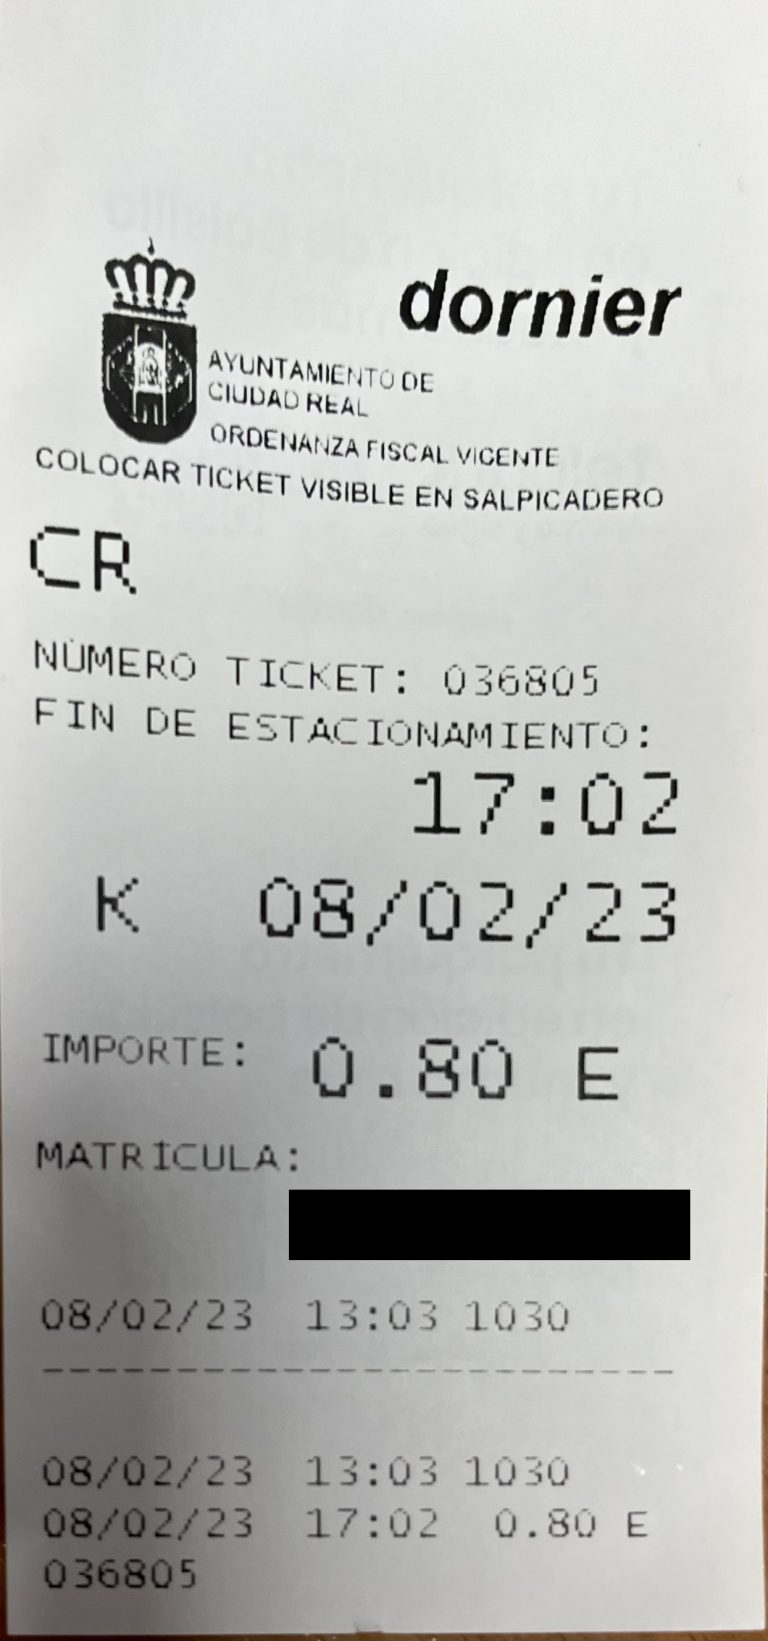 dornier
AYUNTAMIENTO DE
CIUDAD REAL
ORDENANZA FISCAL VIGENTE
COLOCAR TICKET VISIBLE EN SALPICADERO
CR
NÚMERO TICKET: 036805
FIN DE ESTACIONAMIENTO:
17:02
K 08/02/23
IMPORTE: 0.80 E
MATRÍCULA:
08/02/23 13:03 1030
--------------------------
08/02/23 13:03 1030
08/02/23 17:02 0.80 E
036805